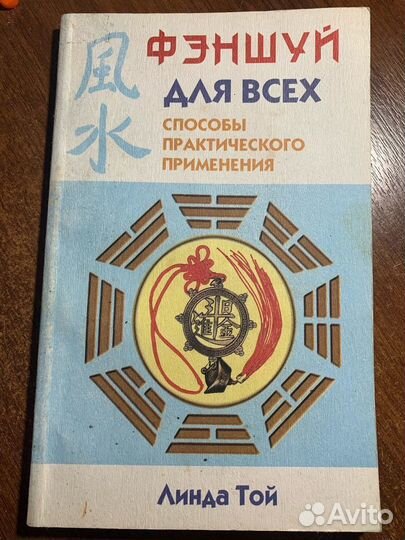 風水
ФЭНШУЙ
ДЛЯ ВСЕХ
СПОСОБЫ
ПРАКТИЧЕСКОГО
ПРИМЕНЕНИЯ
Линда Той
Avito